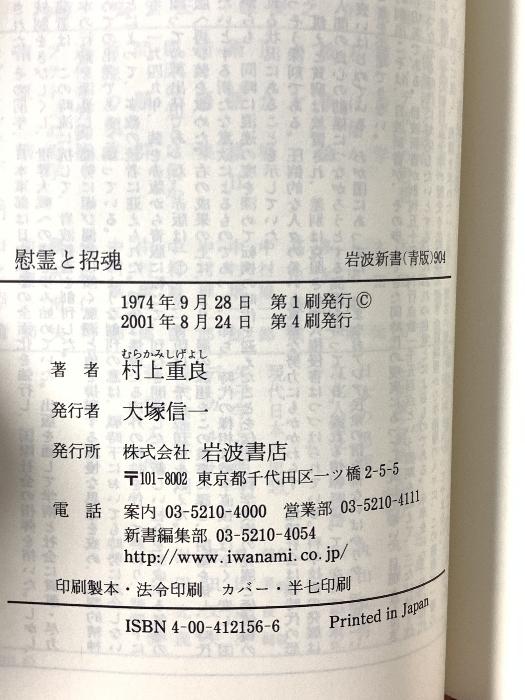 慰霊と招魂
岩波新書(青版)904
1974年9月28日 第1刷発行©
2001年8月24日 第4刷発行
むらかみしげよし
著者 村上重良
発行者 大塚信一
発行所 株式会社 岩波書店
〒101-8002 東京都千代田区一ツ橋2-5-5
電話 案内 03-5210-4000 営業部 03-5210-4111
新書編集部 03-5210-4054
http://www.iwanami.co.jp/
印刷製本・法令印刷 カバー・半七印刷
ISBN 4-00-412156-6 Printed in Japan